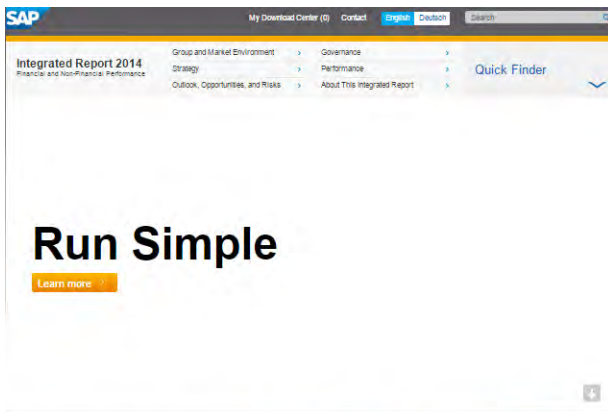 SAP
My Download Center (0) Contact English Deutsch Search
Integrated Report 2014
Financial and Non-Financial Performance
Group and Market Environment
Strategy
Outlook, Opportunities, and Risks
Governance
Performance
About This Integrated Report
Quick Finder
Run Simple
Learn more